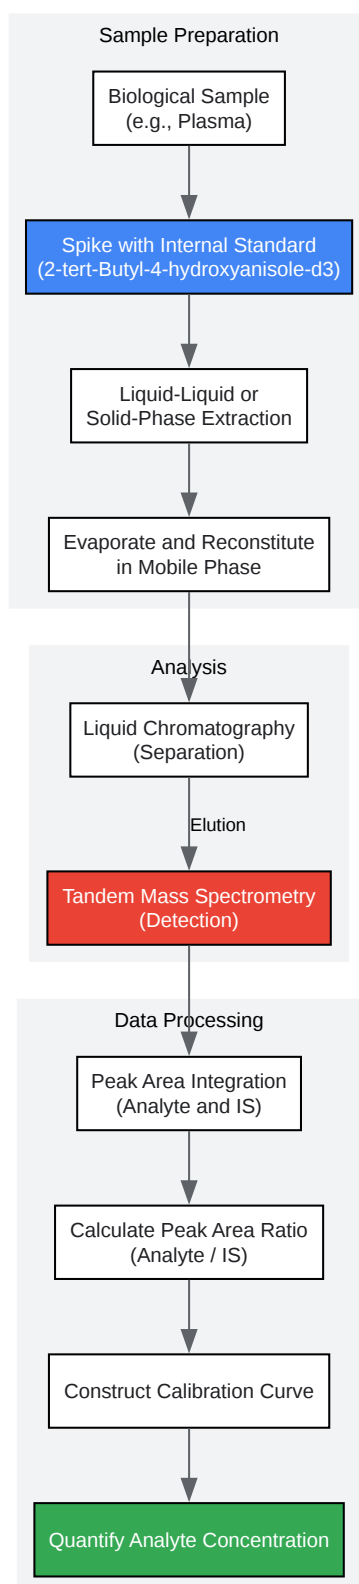 Sample Preparation
Biological Sample
(e.g., Plasma)
Spike with Internal Standard
(2-tert-Butyl-4-hydroxyanisole-d3)
Liquid-Liquid or
Solid-Phase Extraction
Evaporate and Reconstitute
in Mobile Phase
Analysis
Liquid Chromatography
(Separation)
Elution
Tandem Mass Spectrometry
(Detection)
Data Processing
Peak Area Integration
(Analyte and IS)
Calculate Peak Area Ratio
(Analyte / IS)
Construct Calibration Curve
Quantify Analyte Concentration